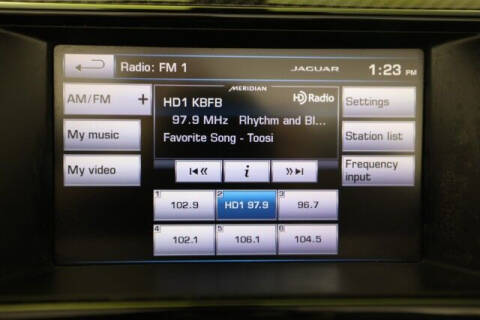 Radio: FM 1
JAGUAR
1:23 PM
MERIDIAN
AM/FM +
HD1 KBFB
HD Radio
Settings
97.9 MHz Rhythm and Bl...
My music
Favorite Song - Toosi
Station list
My video
i
Frequency
input
1 102.9
2 HD1 97.9
3 96.7
4 102.1
5 106.1
6 104.5